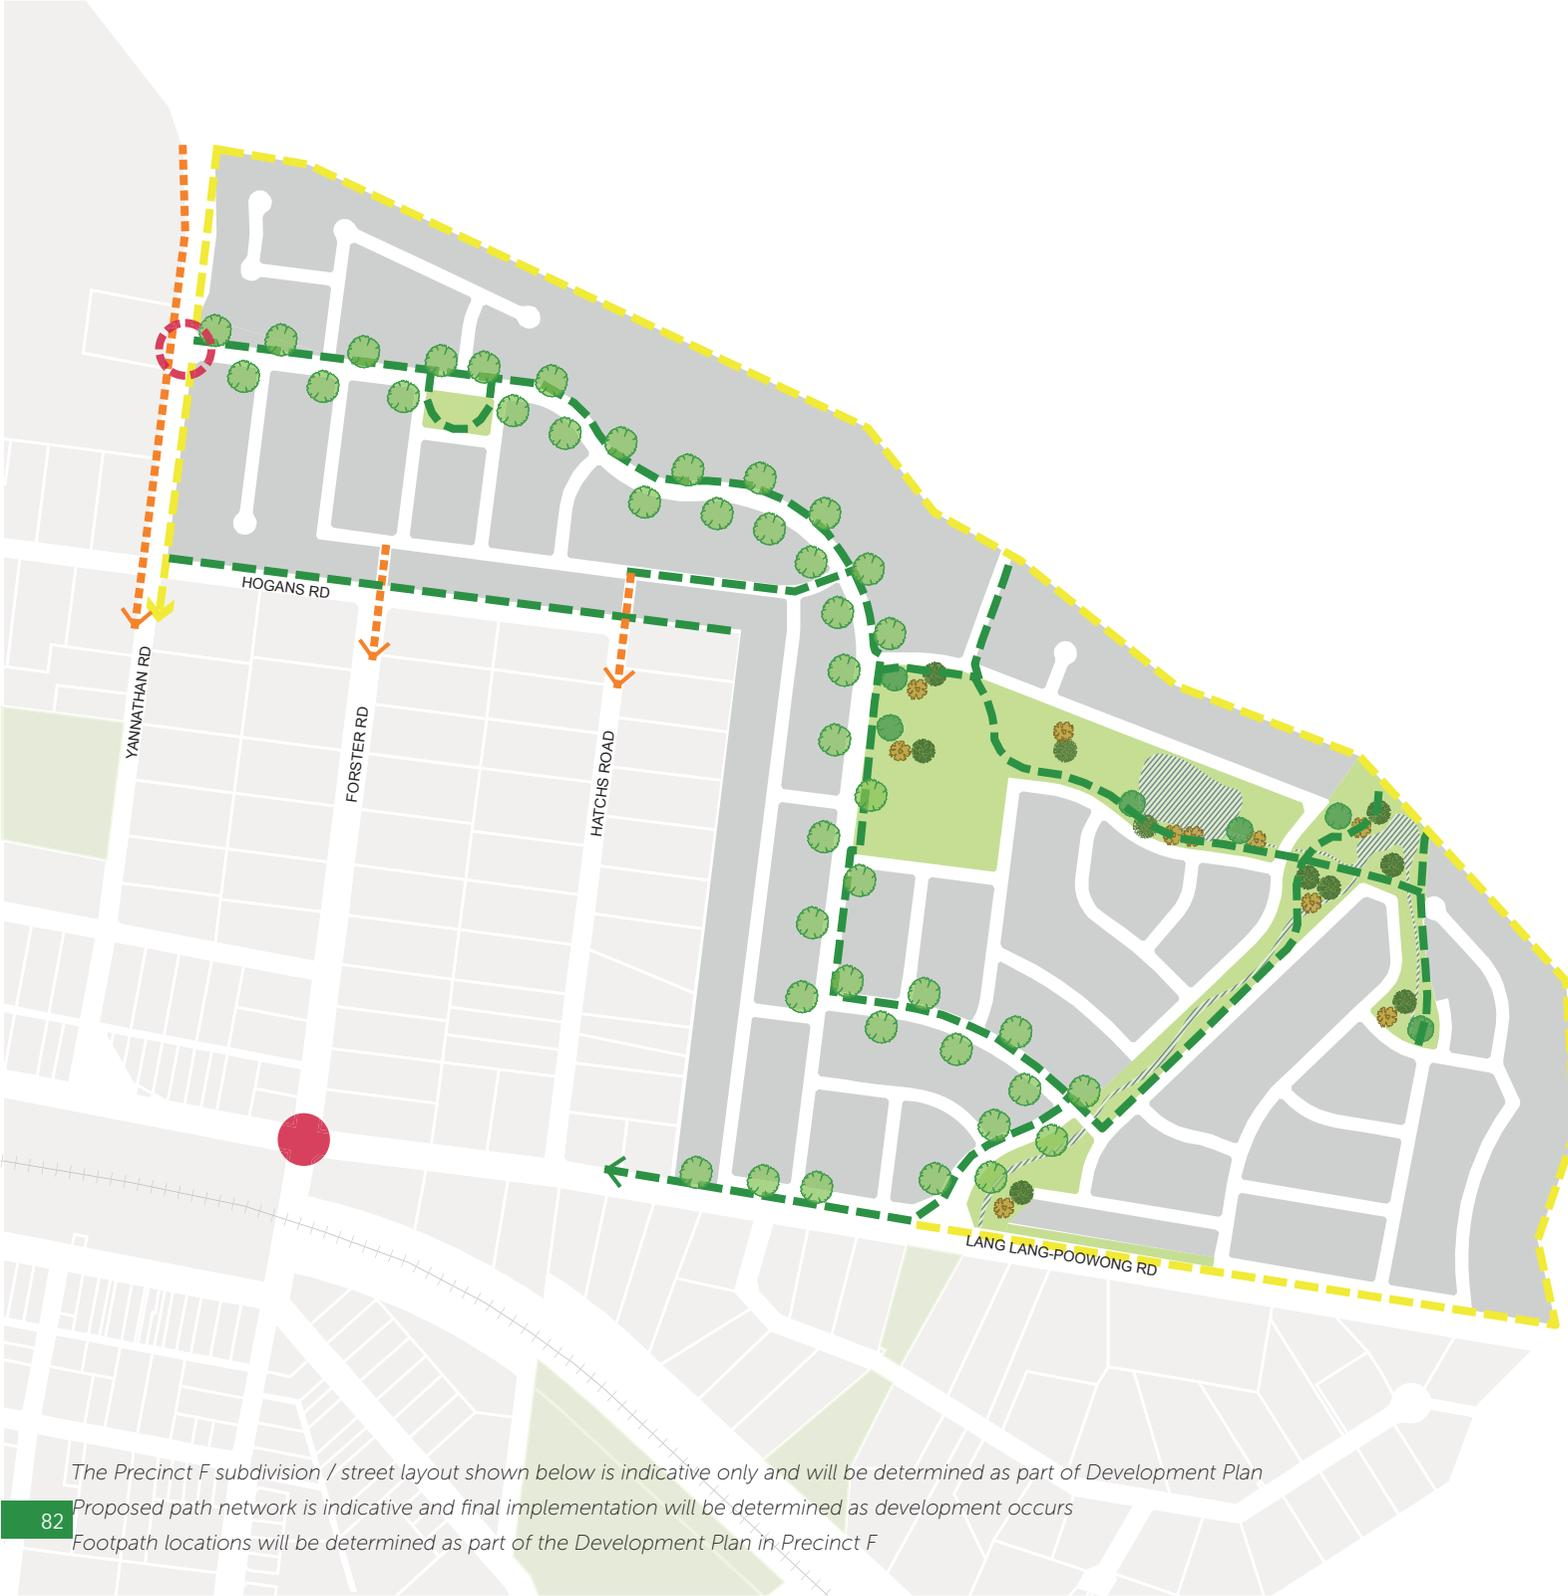 HOGANS RD
YANNATHAN RD
FORSTER RD
HATCHS ROAD
LANG LANG-POOWONG RD
The Precinct F subdivision / street layout shown below is indicative only and will be determined as part of Development Plan
Proposed path network is indicative and final implementation will be determined as development occurs
82
Footpath locations will be determined as part of the Development Plan in Precinct F